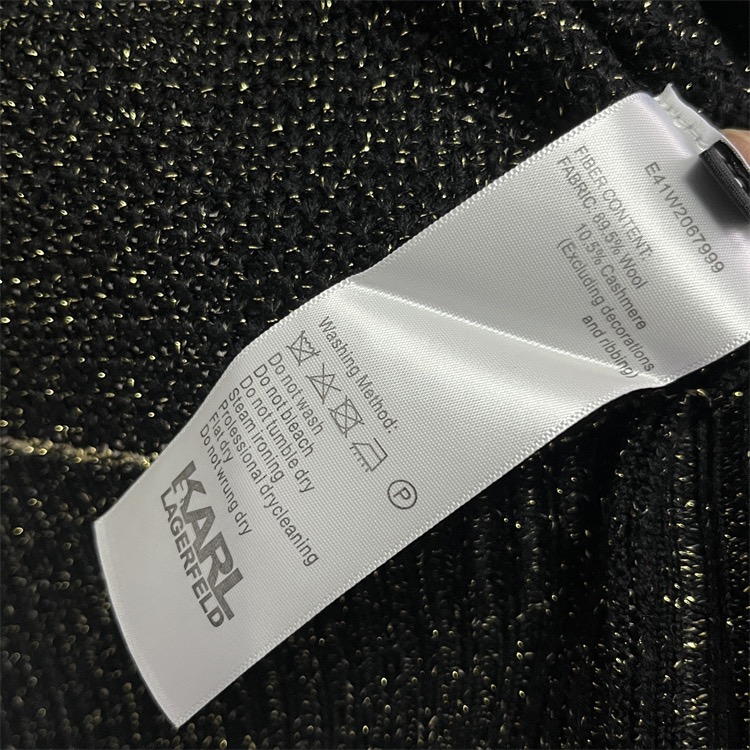 E41W2067999
FIBER CONTENT:
FABRIC: 89.5% Wool
10.5% Cashmere
(Excluding decorations
and ribbing)
Washing Method:
P
Do not wash
Do not bleach
Do not tumble dry
Steam ironing
Professional drycleaning
Flat dry
Do not wrung dry
KARL
LAGERFELD